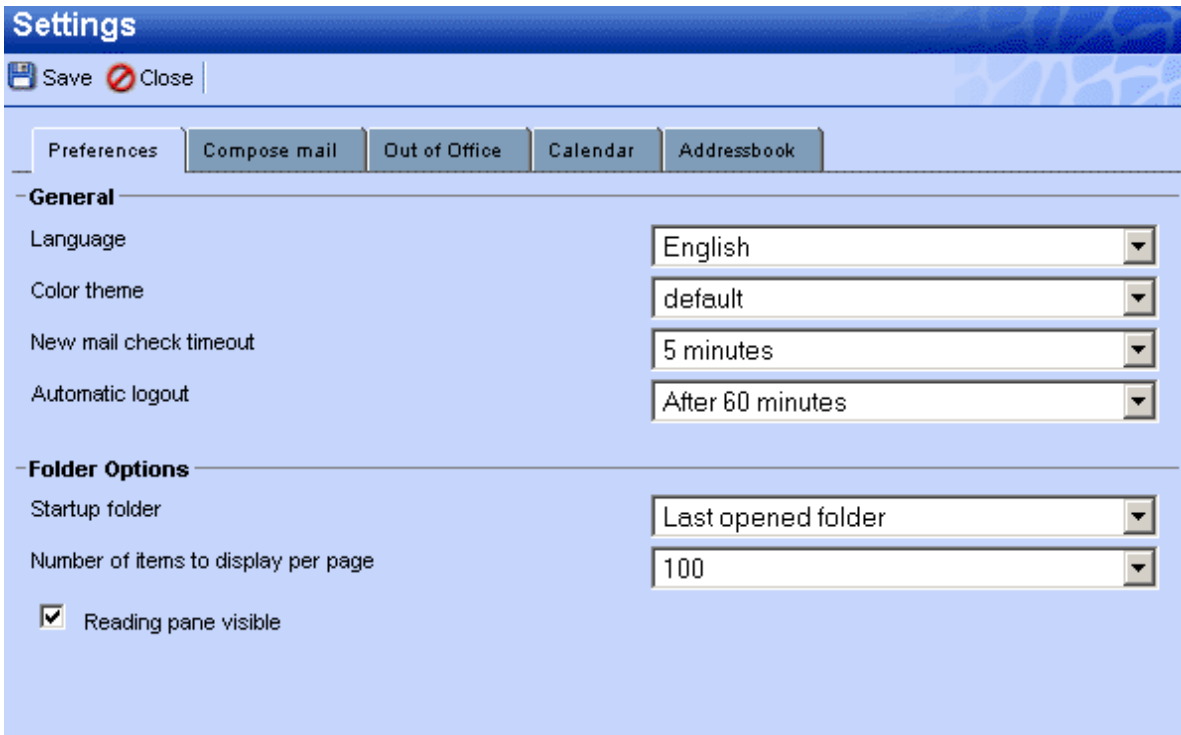 Settings
Save Close
Preferences Compose mail Out of Office Calendar Addressbook
General
Language English
Color theme default
New mail check timeout 5 minutes
Automatic logout After 60 minutes
Folder Options
Startup folder Last opened folder
Number of items to display per page 100
Reading pane visible